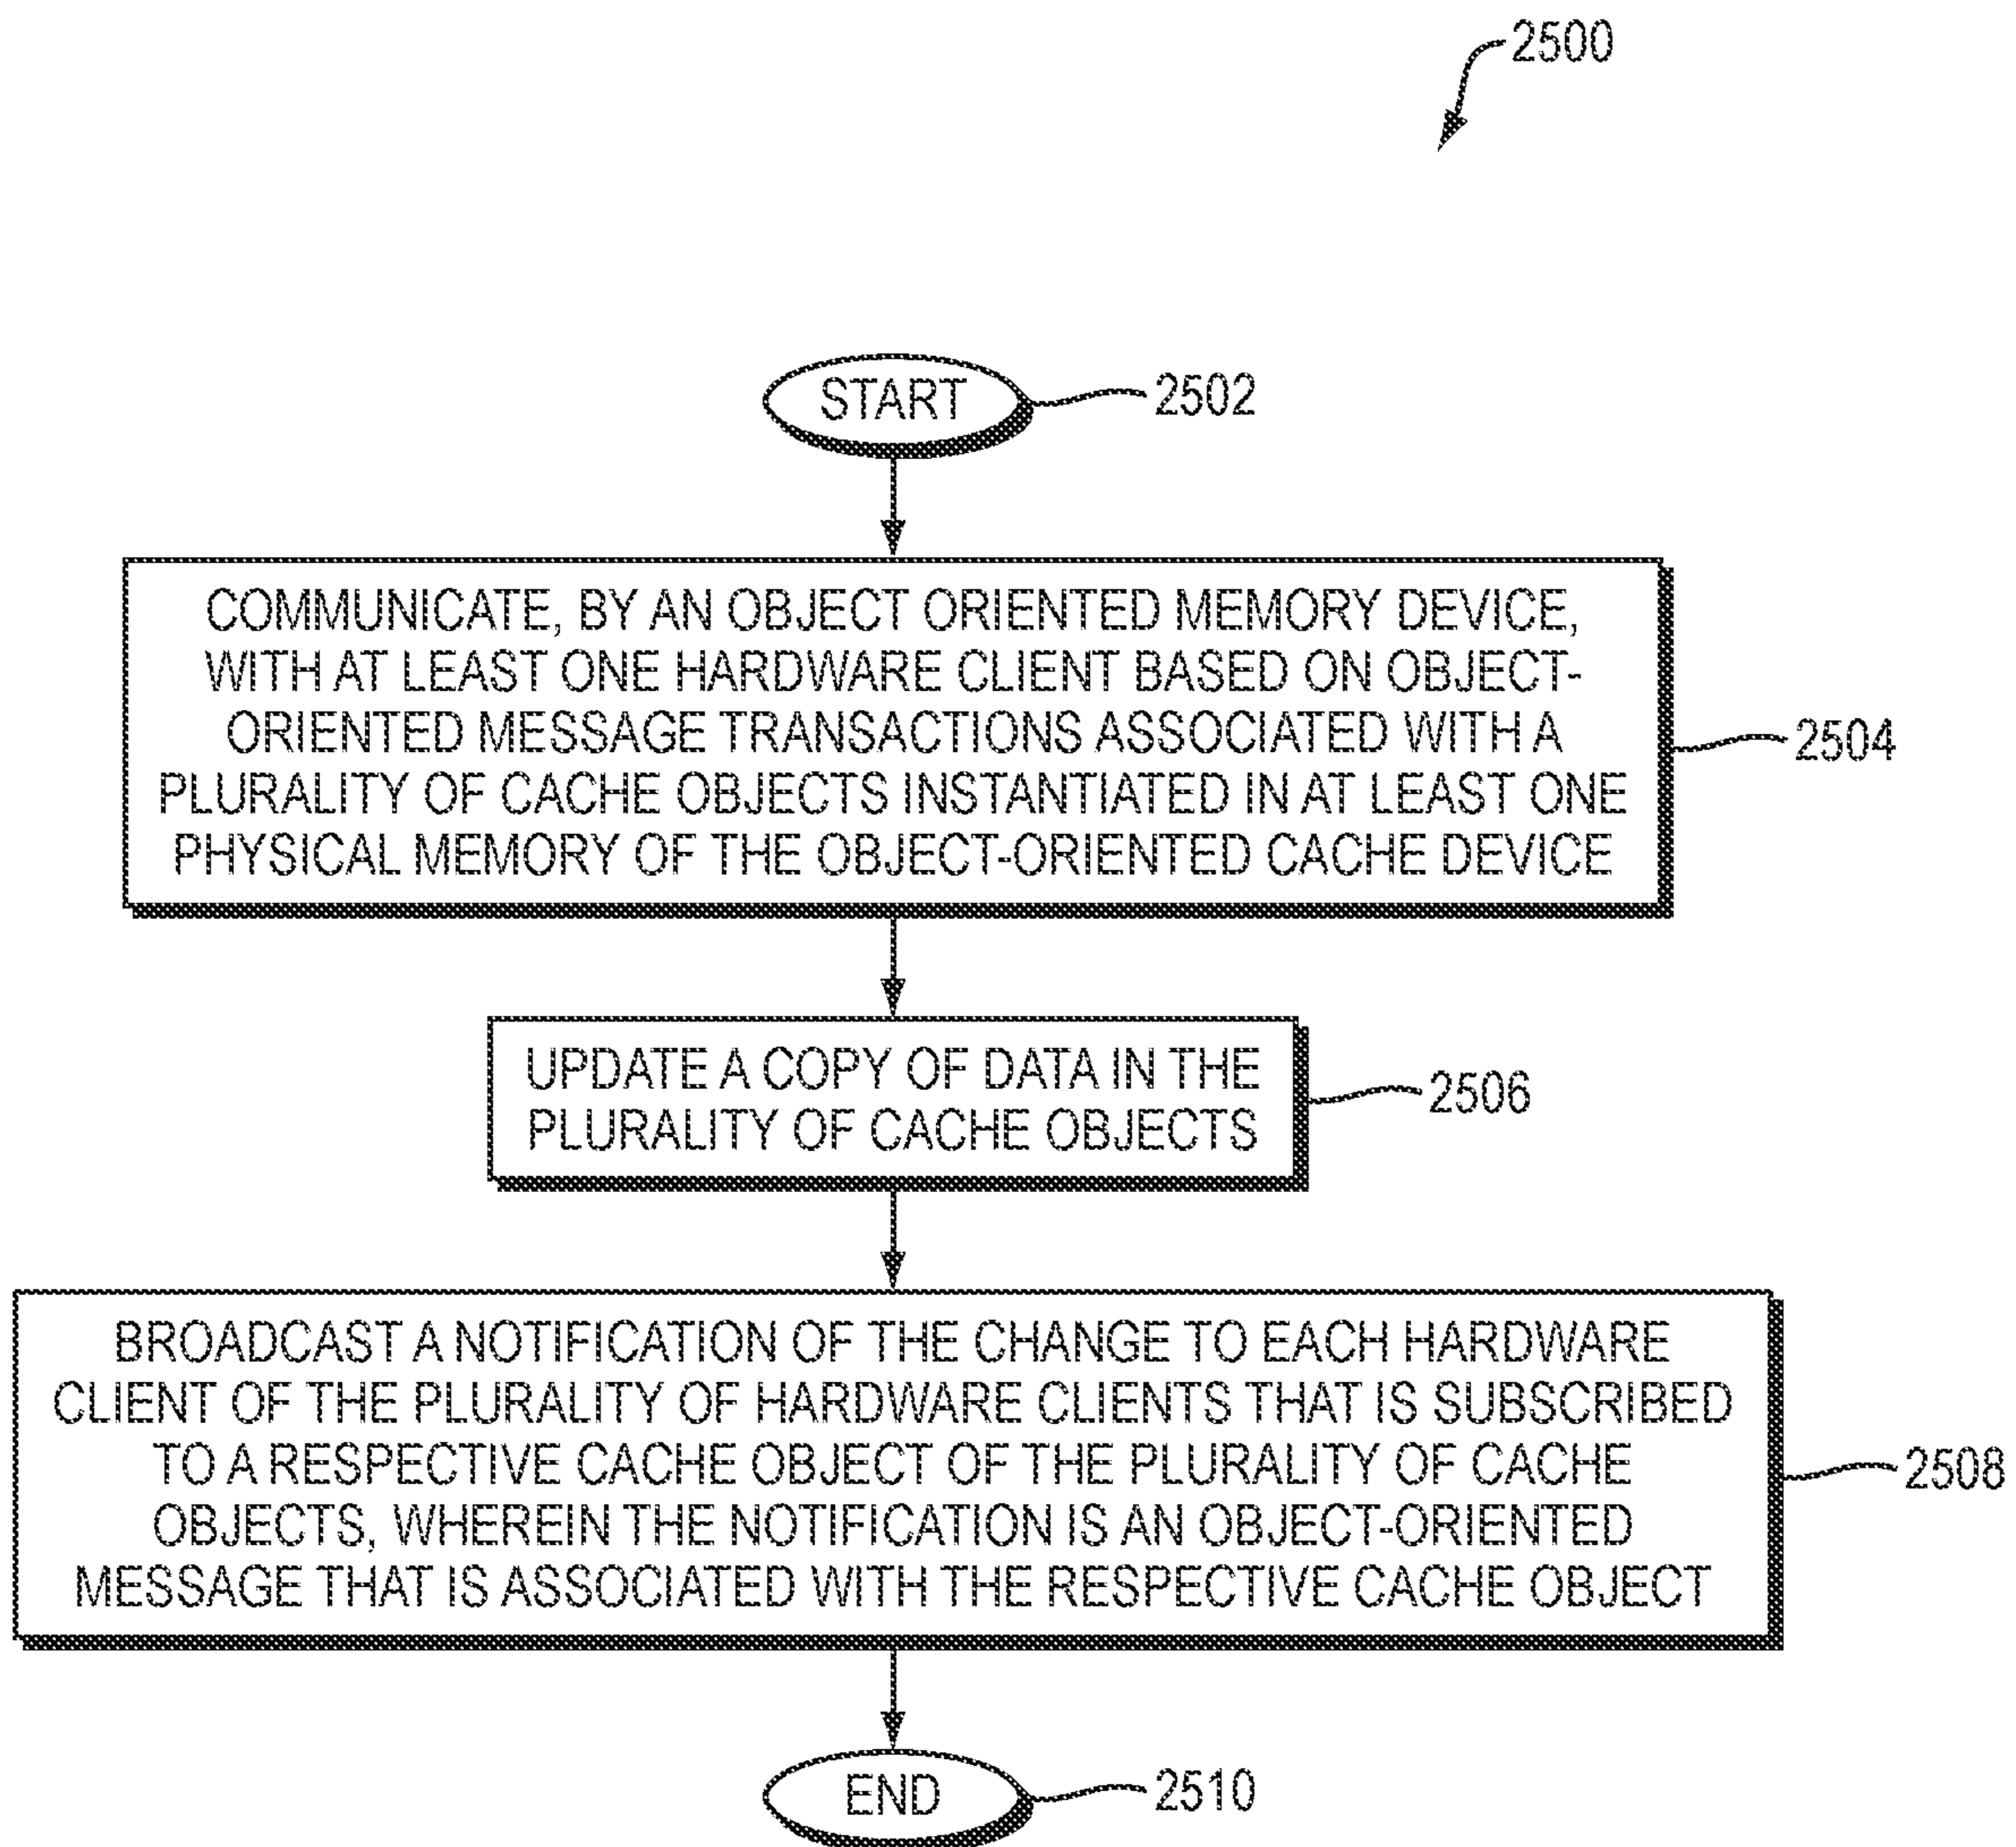 2500
START
2502
COMMUNICATE, BY AN OBJECT ORIENTED MEMORY DEVICE,
WITH AT LEAST ONE HARDWARE CLIENT BASED ON OBJECT-
ORIENTED MESSAGE TRANSACTIONS ASSOCIATED WITH A
PLURALITY OF CACHE OBJECTS INSTANTIATED IN AT LEAST ONE
PHYSICAL MEMORY OF THE OBJECT-ORIENTED CACHE DEVICE
2504
UPDATE A COPY OF DATA IN THE
PLURALITY OF CACHE OBJECTS
2506
BROADCAST A NOTIFICATION OF THE CHANGE TO EACH HARDWARE
CLIENT OF THE PLURALITY OF HARDWARE CLIENTS THAT IS SUBSCRIBED
TO A RESPECTIVE CACHE OBJECT OF THE PLURALITY OF CACHE
OBJECTS, WHEREIN THE NOTIFICATION IS AN OBJECT-ORIENTED
MESSAGE THAT IS ASSOCIATED WITH THE RESPECTIVE CACHE OBJECT
2508
END
2510